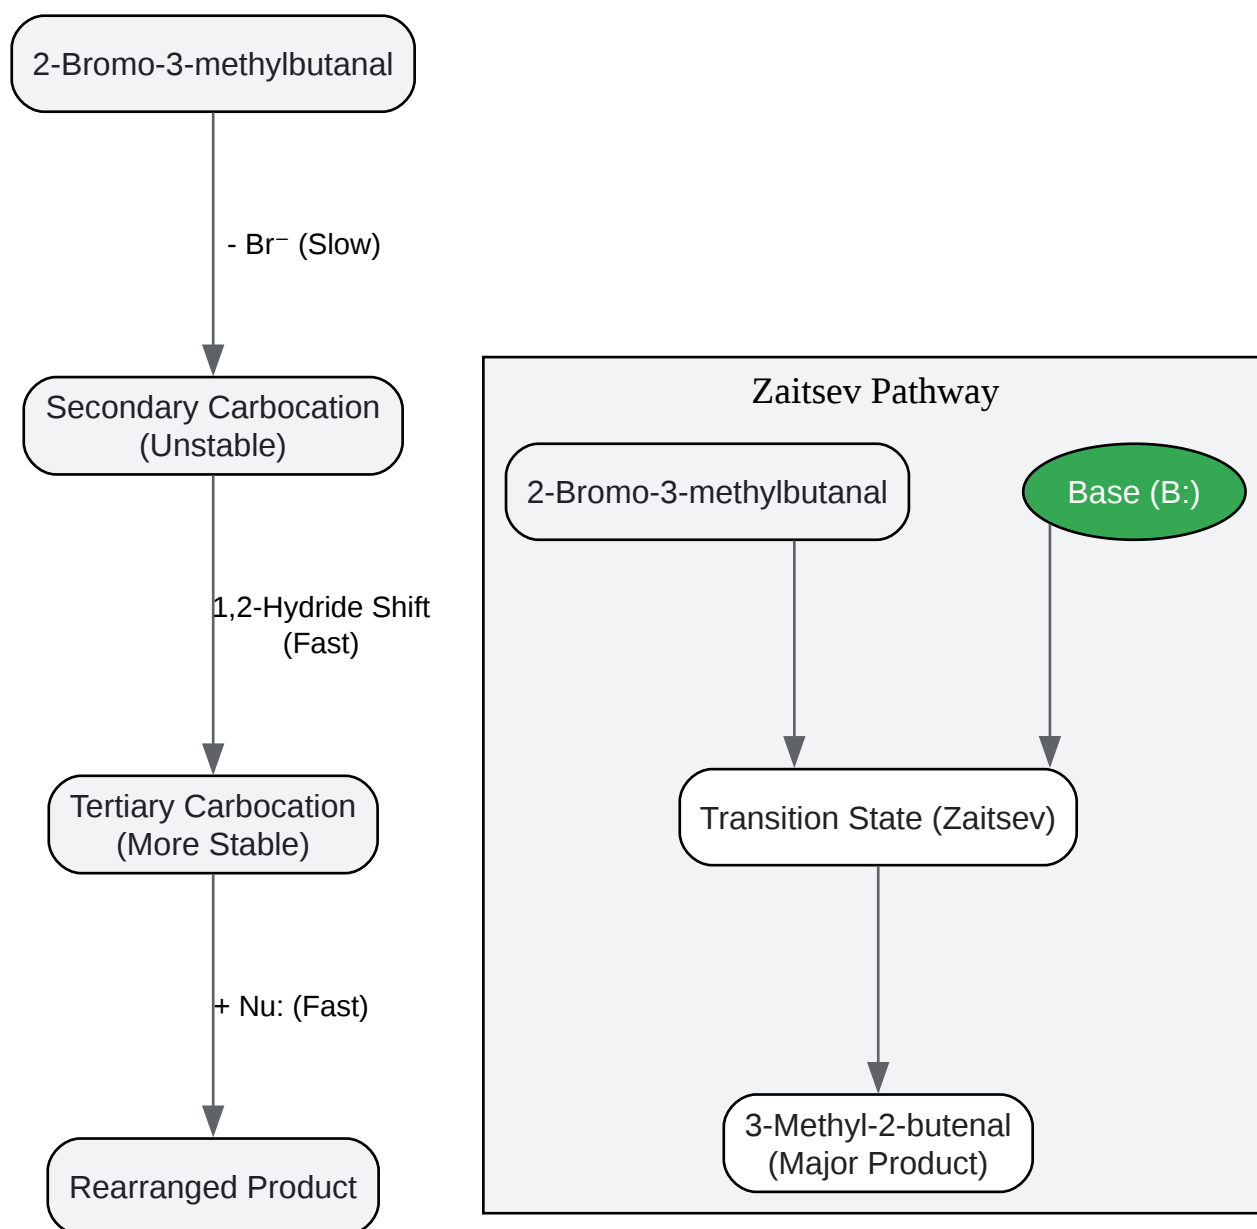 2-Bromo-3-methylbutanal
- Br⁻ (Slow)
Secondary Carbocation
(Unstable)
1,2-Hydride Shift
(Fast)
Tertiary Carbocation
(More Stable)
+ Nu: (Fast)
Rearranged Product
Zaitsev Pathway
2-Bromo-3-methylbutanal
Base (B:)
Transition State (Zaitsev)
3-Methyl-2-butenal
(Major Product)